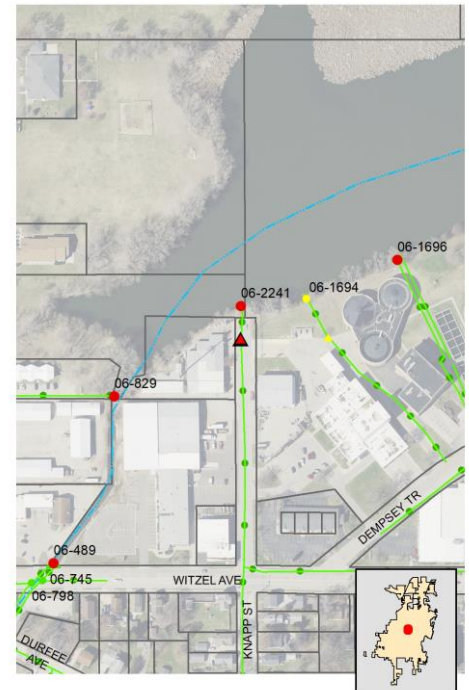 06-1696
06-2241
06-1694
06-829
DEMPSEY TR
06-489
06-745
WITZEL AVE
06-798
KNAPP ST
DUREEE
AVE